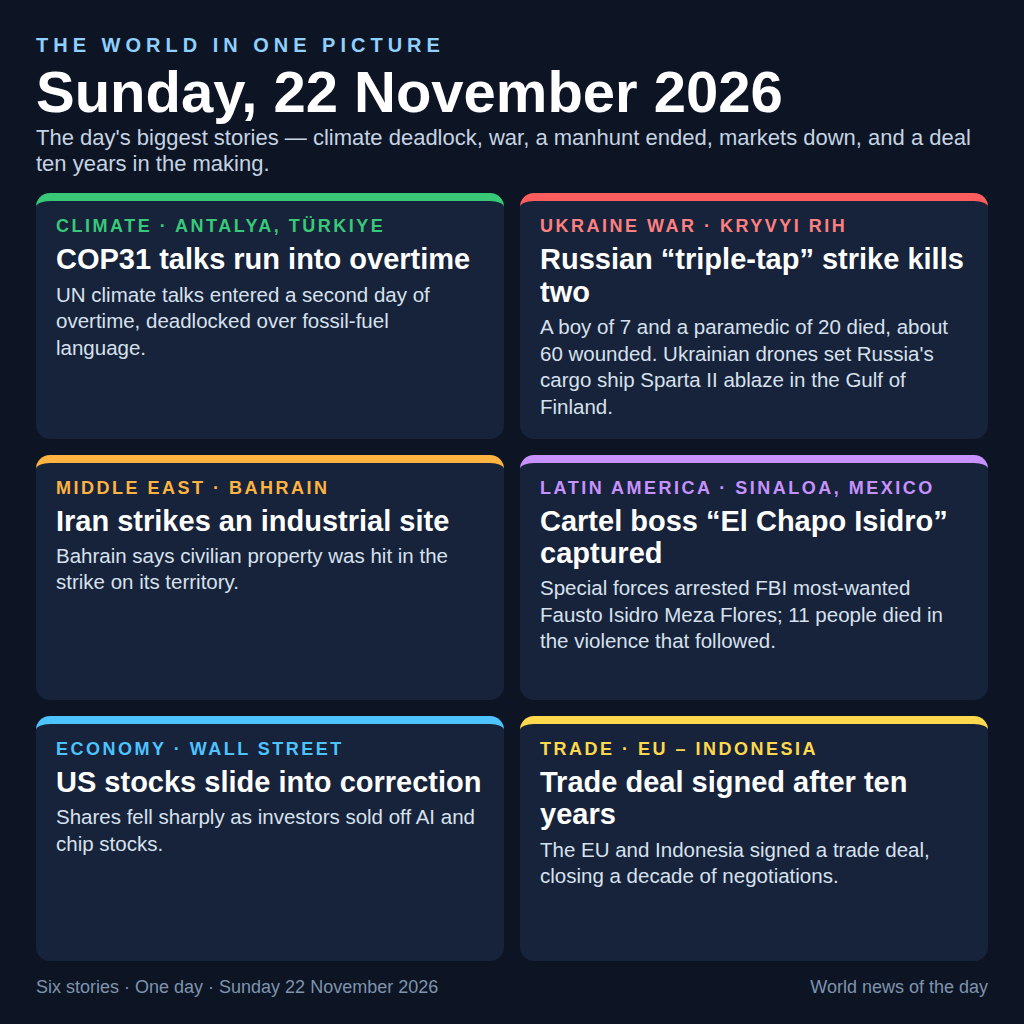 THE WORLD IN ONE PICTURE
Sunday, 22 November 2026
The day's biggest stories — climate deadlock, war, a manhunt ended, markets down, and a deal
ten years in the making.
CLIMATE · ANTALYA, TÜRKIYE
COP31 talks run into overtime
UN climate talks entered a second day of
overtime, deadlocked over fossil-fuel
language.
UKRAINE WAR · KRYVYI RIH
Russian “triple-tap” strike kills
two
A boy of 7 and a paramedic of 20 died, about
60 wounded. Ukrainian drones set Russia's
cargo ship Sparta II ablaze in the Gulf of
Finland.
MIDDLE EAST · BAHRAIN
Iran strikes an industrial site
Bahrain says civilian property was hit in the
strike on its territory.
LATIN AMERICA · SINALOA, MEXICO
Cartel boss “El Chapo Isidro”
captured
Special forces arrested FBI most-wanted
Fausto Isidro Meza Flores; 11 people died in
the violence that followed.
ECONOMY · WALL STREET
US stocks slide into correction
Shares fell sharply as investors sold off AI and
chip stocks.
TRADE · EU – INDONESIA
Trade deal signed after ten
years
The EU and Indonesia signed a trade deal,
closing a decade of negotiations.
Six stories · One day · Sunday 22 November 2026
World news of the day